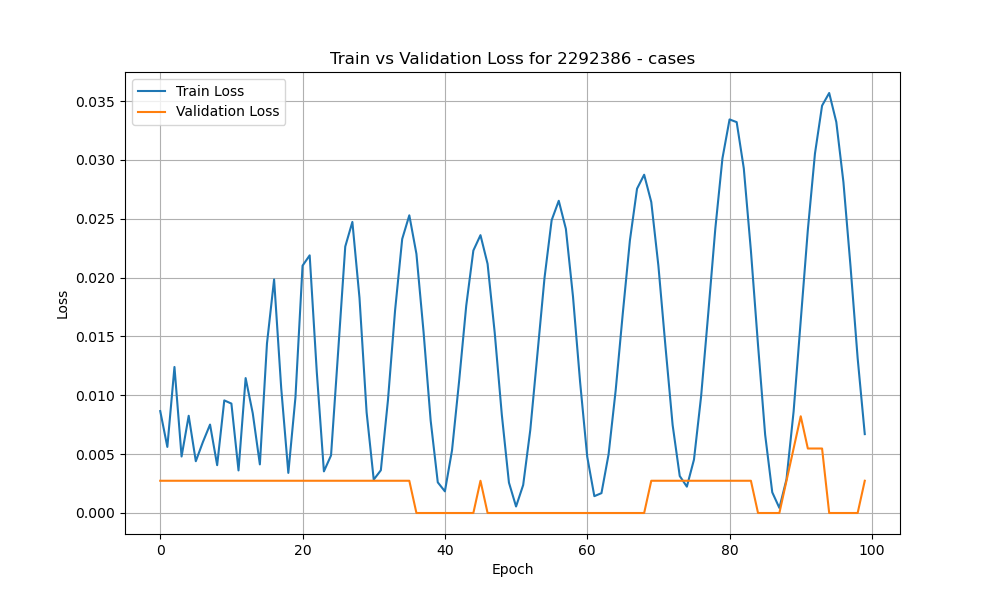 Train vs Validation Loss for 2292386 - cases
Train Loss
Validation Loss
0.035
0.030
0.025
0.020
0.015
0.010
0.005
0.000
Loss
0 20 40 60 80 100
Epoch